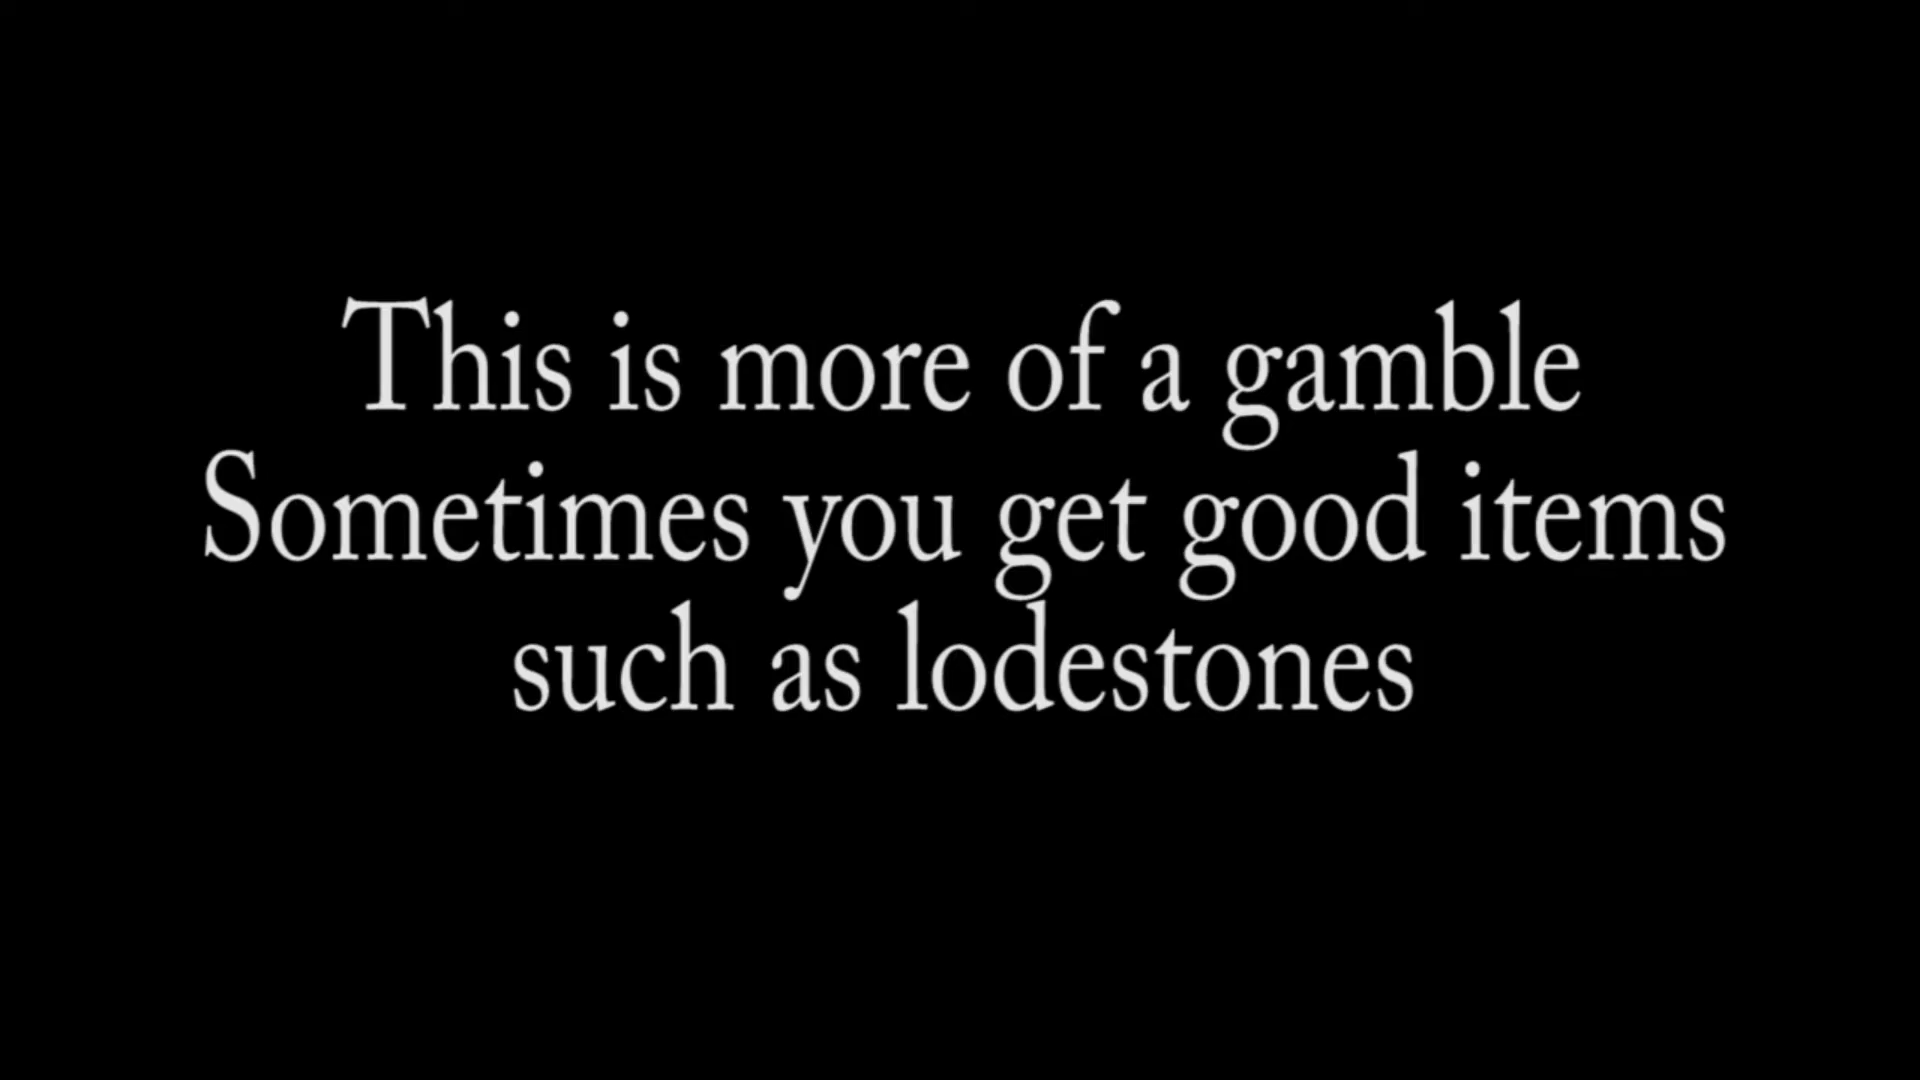 This is more of a gamble
Sometimes you get good items
such as lodestones